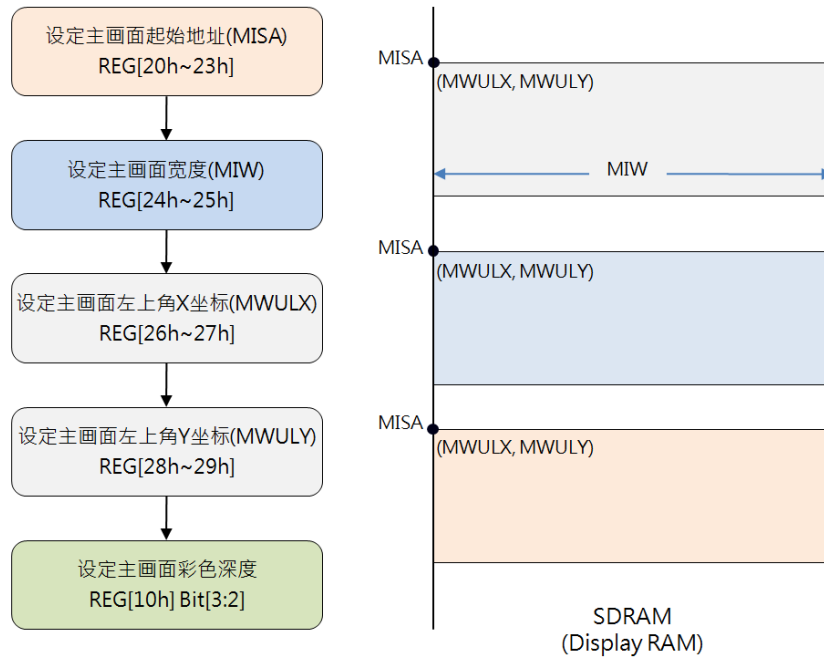 设定主画面起始地址(MISA)
REG[20h~23h]
设定主画面宽度(MIW)
REG[24h~25h]
设定主画面左上角X坐标(MWULX)
REG[26h~27h]
设定主画面左上角Y坐标(MWULY)
REG[28h~29h]
设定主画面彩色深度
REG[10h] Bit[3:2]
MISA
(MWULX, MWULY)
MIW
MISA
(MWULX, MWULY)
MISA
(MWULX, MWULY)
SDRAM
(Display RAM)